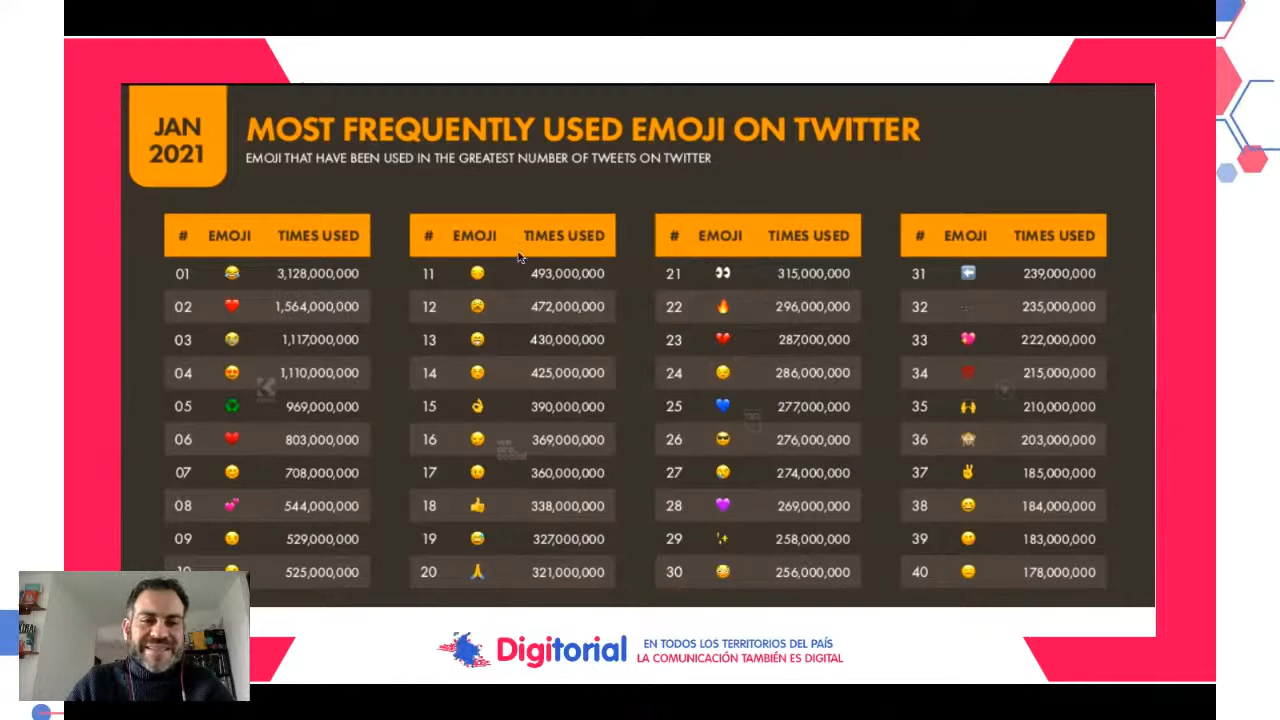 JAN
2021
MOST FREQUENTLY USED EMOJI ON TWITTER
EMOJI THAT HAVE BEEN USED IN THE GREATEST NUMBER OF TWEETS ON TWITTER
# EMOJI TIMES USED
01 😂 3,128,000,000
02 ❤️ 1,564,000,000
03 😭 1,117,000,000
04 😍 1,110,000,000
05 ♻️ 969,000,000
06 ♥️ 803,000,000
07 😊 708,000,000
08 💕 544,000,000
09 529,000,000
10 525,000,000
# EMOJI TIMES USED
11 493,000,000
12 😩 472,000,000
13 😁 430,000,000
14 425,000,000
15 👌 390,000,000
16 😔 369,000,000
17 360,000,000
18 👍 338,000,000
19 😅 327,000,000
20 🙏 321,000,000
# EMOJI TIMES USED
21 👀 315,000,000
22 🔥 296,000,000
23 💔 287,000,000
24 286,000,000
25 💙 277,000,000
26 😎 276,000,000
27 😢 274,000,000
28 💜 269,000,000
29 ✨ 258,000,000
30 😳 256,000,000
# EMOJI TIMES USED
31 ⬅️ 239,000,000
32 235,000,000
33 💖 222,000,000
34 215,000,000
35 🙌 210,000,000
36 🙈 203,000,000
37 ✌️ 185,000,000
38 184,000,000
39 183,000,000
40 178,000,000
we
are
social
Digitorial
EN TODOS LOS TERRITORIOS DEL PAÍS
LA COMUNICACIÓN TAMBIÉN ES DIGITAL